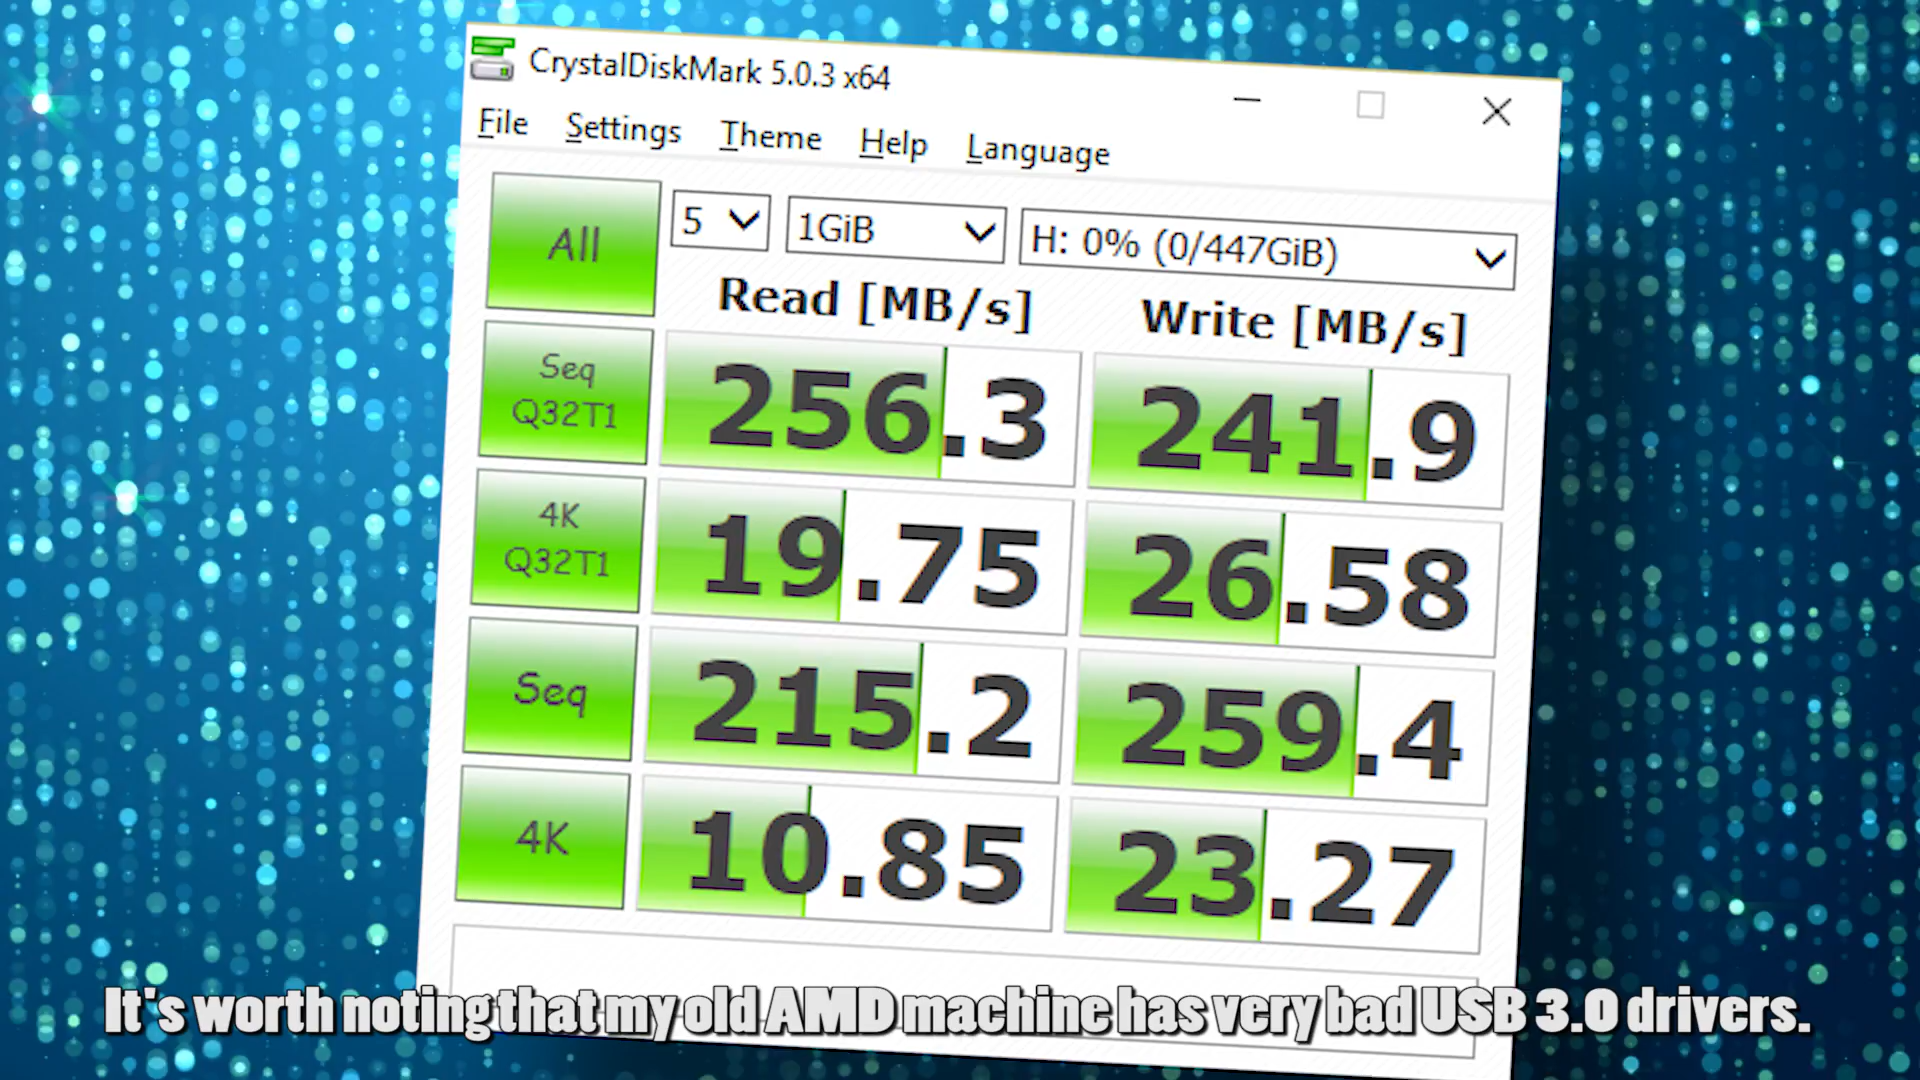 CrystalDiskMark 5.0.3 x64
File Settings Theme Help Language
All 5 1GiB H: 0% (0/447GiB)
Read [MB/s] Write [MB/s]
Seq
Q32T1
256.3 241.9
4K
Q32T1
19.75 26.58
Seq 215.2 259.4
4K 10.85 23.27
It's worth noting that my old AMD machine has very bad USB 3.0 drivers.